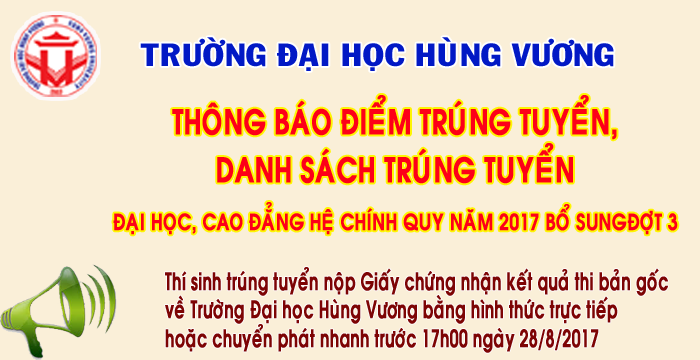 TRƯỜNG ĐẠI HỌC HÙNG VƯƠNG
THÔNG BÁO ĐIỂM TRÚNG TUYỂN,
DANH SÁCH TRÚNG TUYỂN
ĐẠI HỌC, CAO ĐẲNG HỆ CHÍNH QUY NĂM 2017 BỔ SUNGĐỢT 3
Thí sinh trúng tuyển nộp Giấy chứng nhận kết quả thi bản gốc
về Trường Đại học Hùng Vương bằng hình thức trực tiếp
hoặc chuyển phát nhanh trước 17h00 ngày 28/8/2017